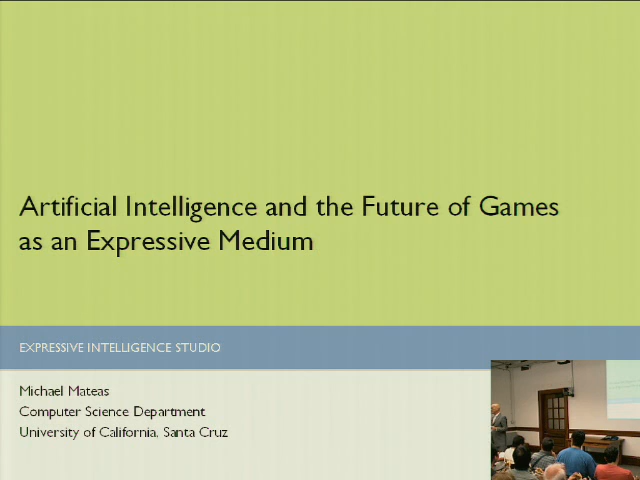 Artificial Intelligence and the Future of Games
as an Expressive Medium
EXPRESSIVE INTELLIGENCE STUDIO
Michael Mateas
Computer Science Department
University of California, Santa Cruz